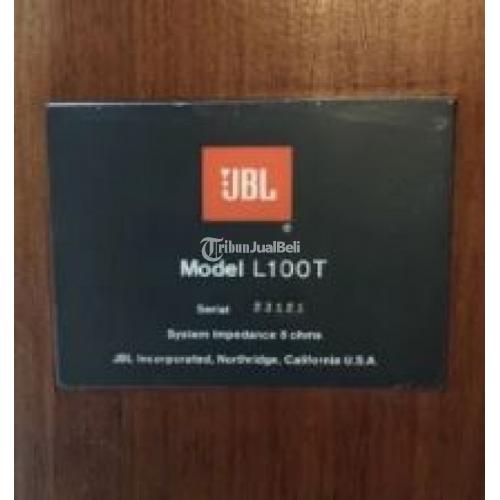 JBL
TribunJualBeli
Model L100T
Serial
System Impedance 8 ohms
JBL Incorporated, Northridge, California U.S.A.